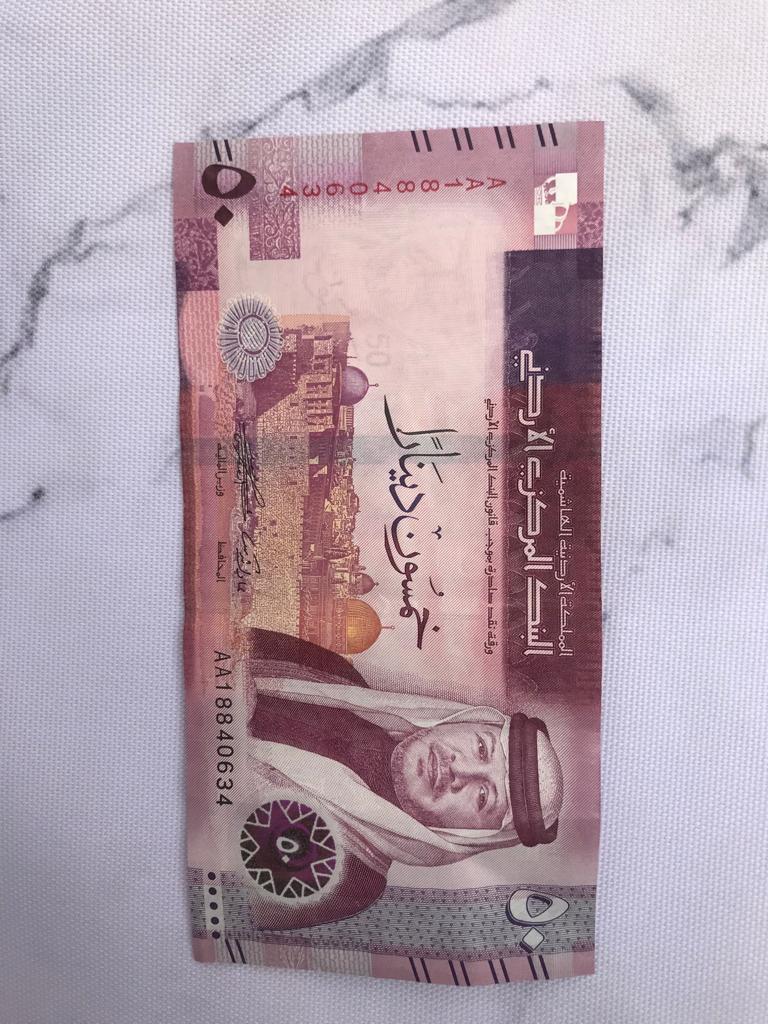 المملكة الأردنية الهاشمية
البنك المركزي الأردني
ورقة نقد صادرة بموجب قانون البنك المركزي الأردني
خمسون ديناراً
AA18840634
AA18840634
٥٠
٥٠
٥٠
50
المحافظ
وزير المالية